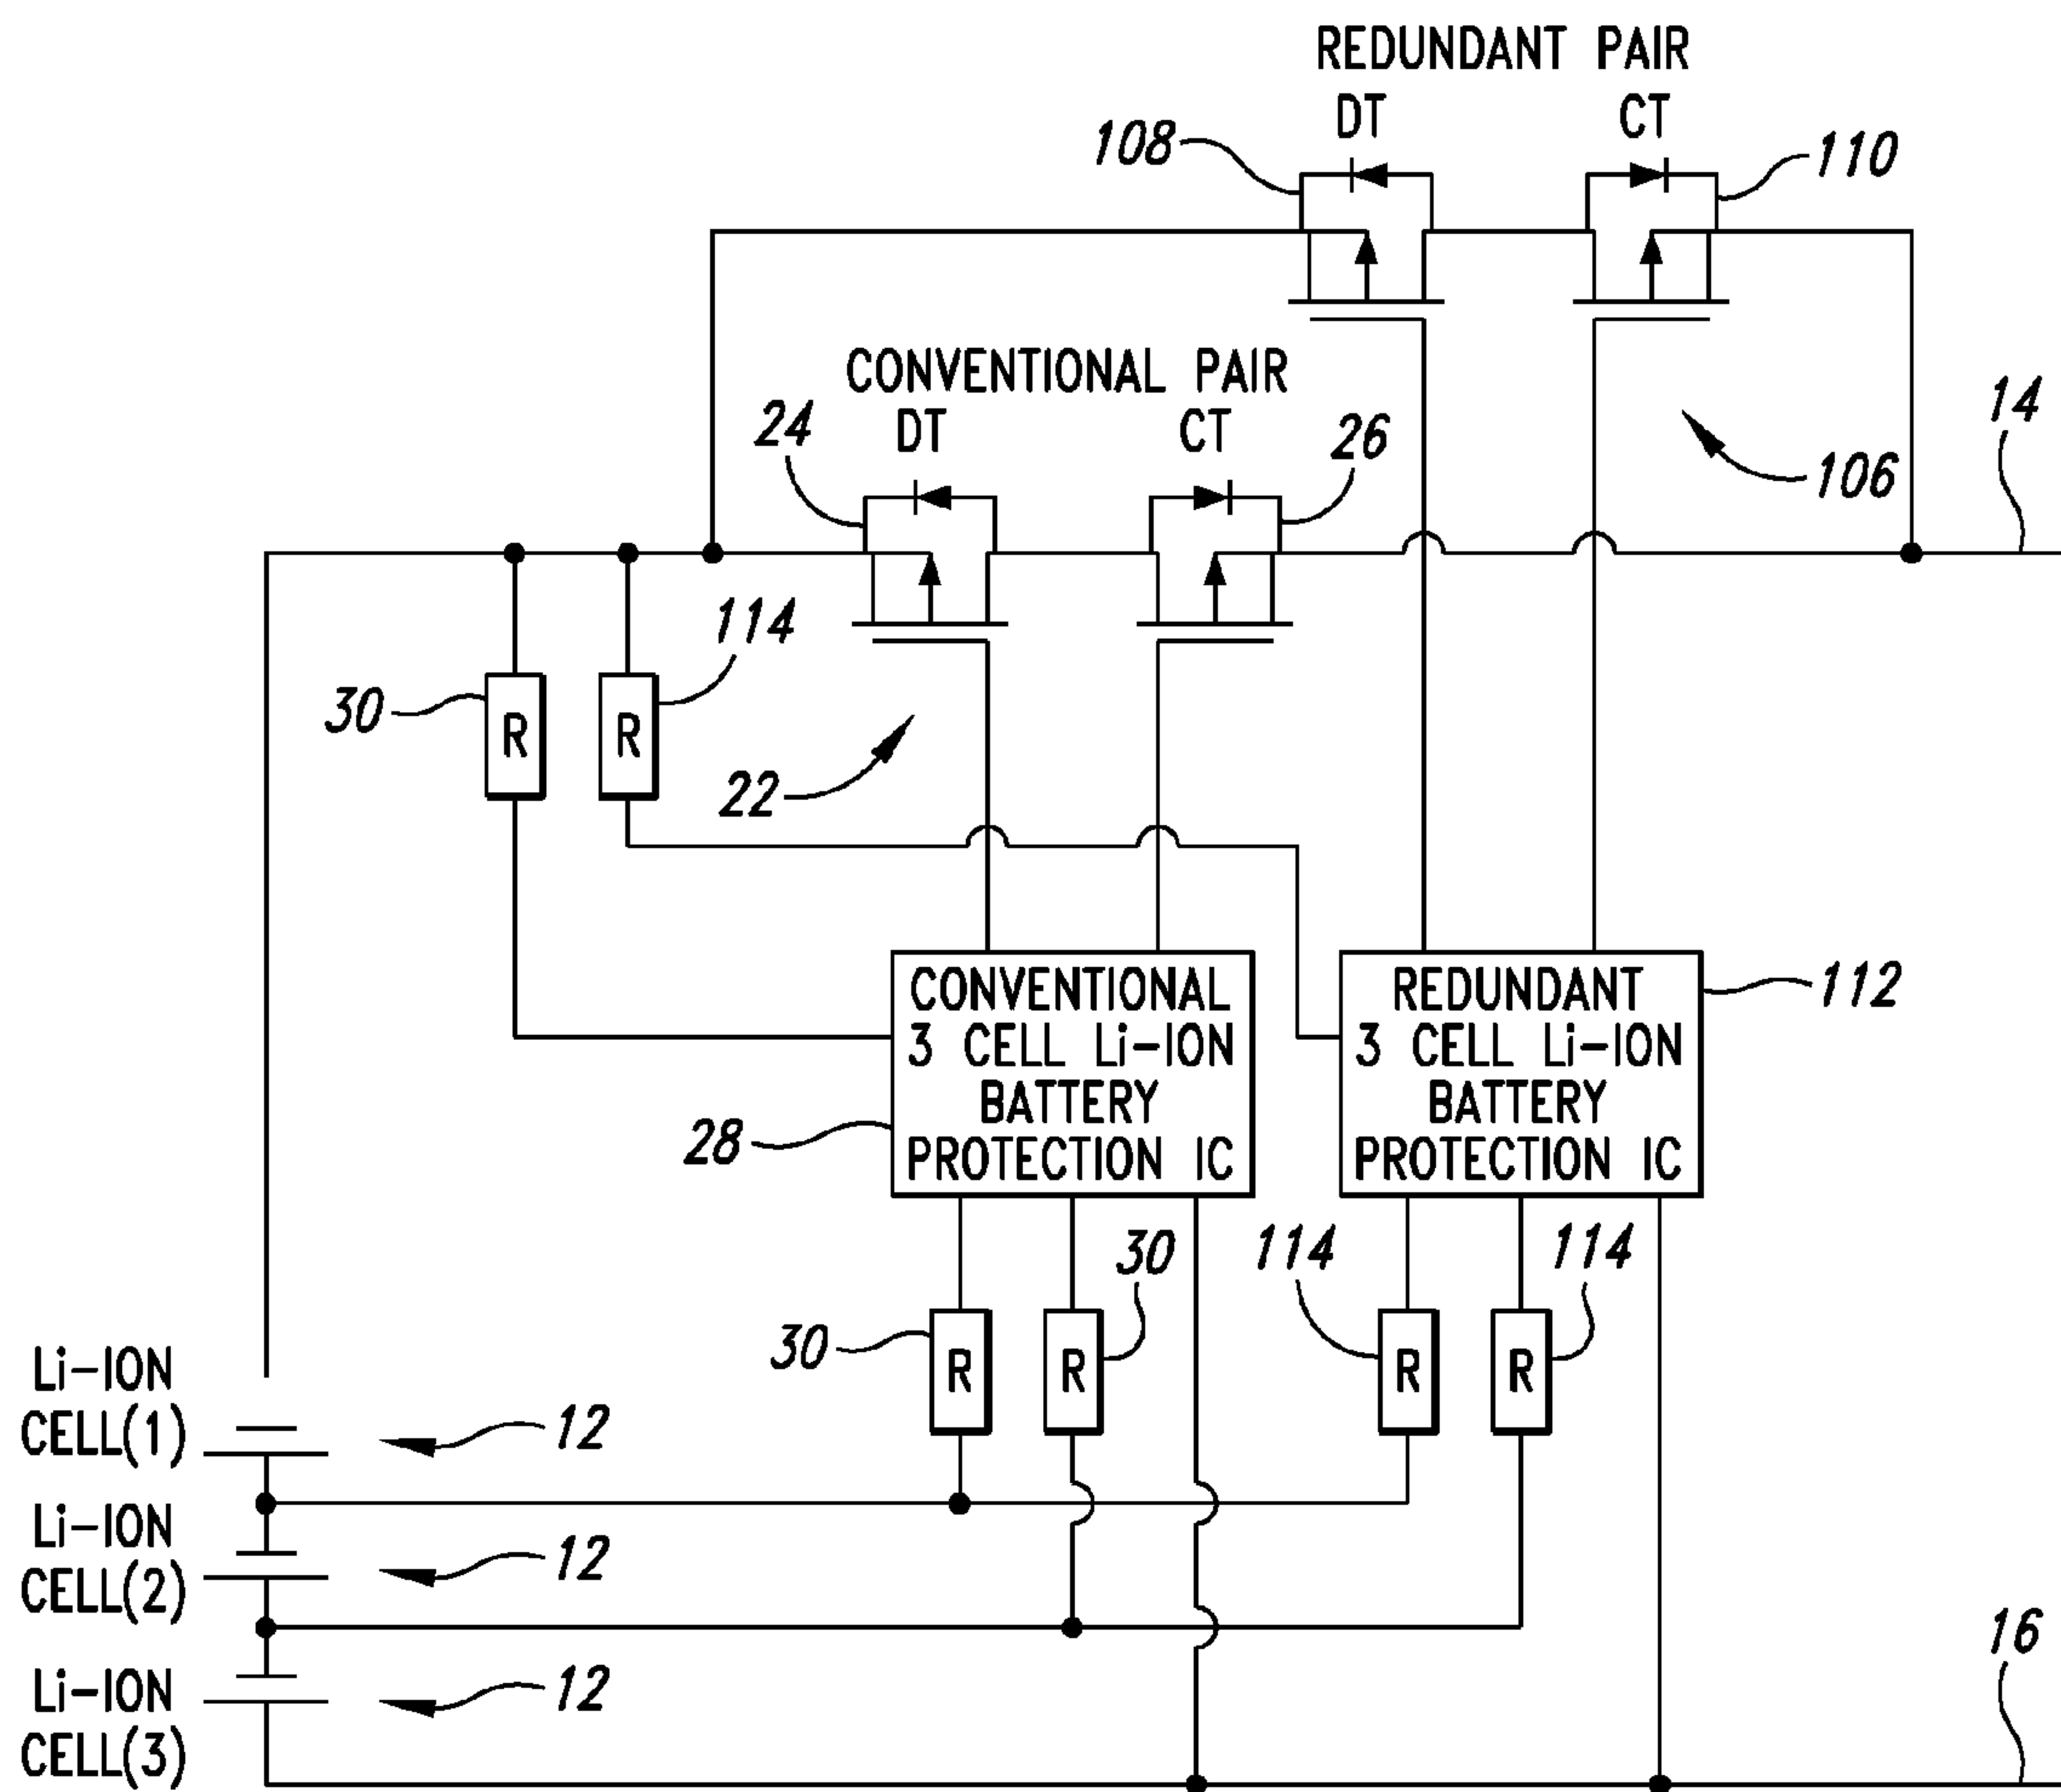 REDUNDANT PAIR
DT CT
108
110
CONVENTIONAL PAIR
DT CT
24
26
14
106
114
30
R R
22
CONVENTIONAL
3 CELL Li-ION
BATTERY
PROTECTION IC
REDUNDANT
3 CELL Li-ION
BATTERY
PROTECTION IC
112
28
30
114
114
30
R R R R
Li-ION
CELL(1)
12
Li-ION
CELL(2)
12
Li-ION
CELL(3)
12
16